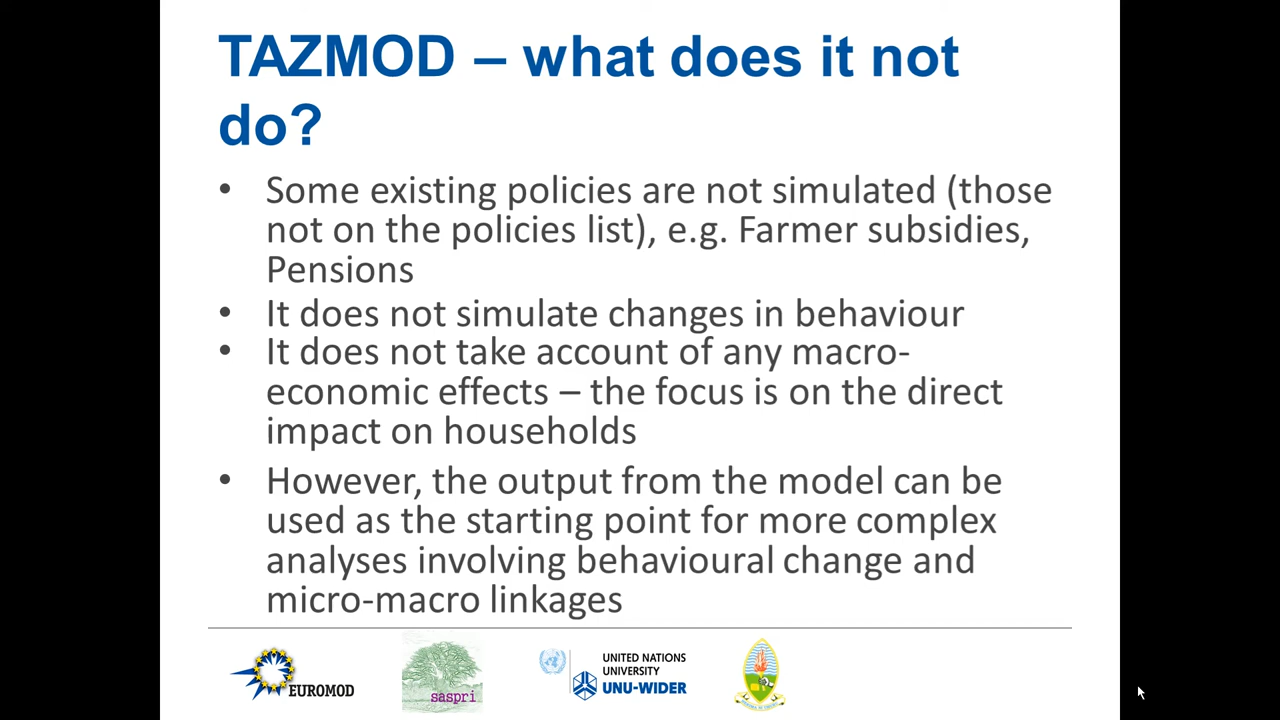 TAZMOD – what does it not
do?
• Some existing policies are not simulated (those
not on the policies list), e.g. Farmer subsidies,
Pensions
• It does not simulate changes in behaviour
• It does not take account of any macro-
economic effects – the focus is on the direct
impact on households
• However, the output from the model can be
used as the starting point for more complex
analyses involving behavioural change and
micro-macro linkages
EUROMOD
saspri
UNITED NATIONS
UNIVERSITY
UNU-WIDER